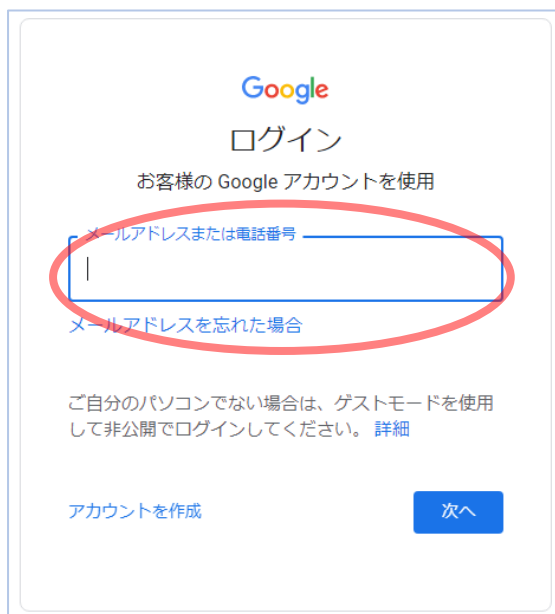 Google
ログイン
お客様の Google アカウントを使用
メールアドレスまたは電話番号
メールアドレスを忘れた場合
ご自分のパソコンでない場合は、ゲストモードを使用
して非公開でログインしてください。 詳細
アカウントを作成
次へ